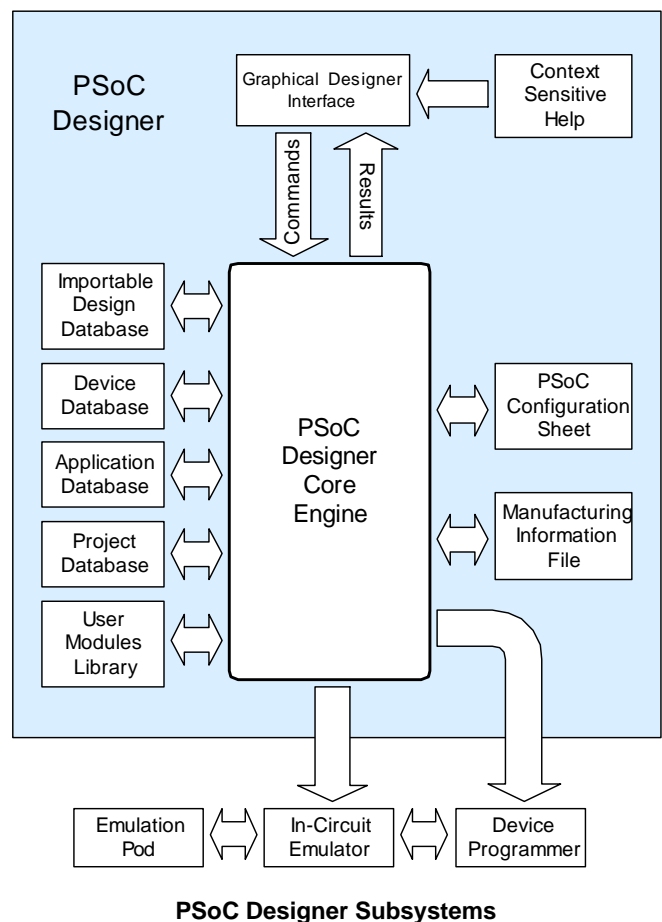 PSoC
Designer
Graphical Designer
Interface
Context
Sensitive
Help
Commands
Results
Importable
Design
Database
Device
Database
Application
Database
Project
Database
User
Modules
Library
PSoC
Designer
Core
Engine
PSoC
Configuration
Sheet
Manufacturing
Information
File
Emulation
Pod
In-Circuit
Emulator
Device
Programmer
PSoC Designer Subsystems